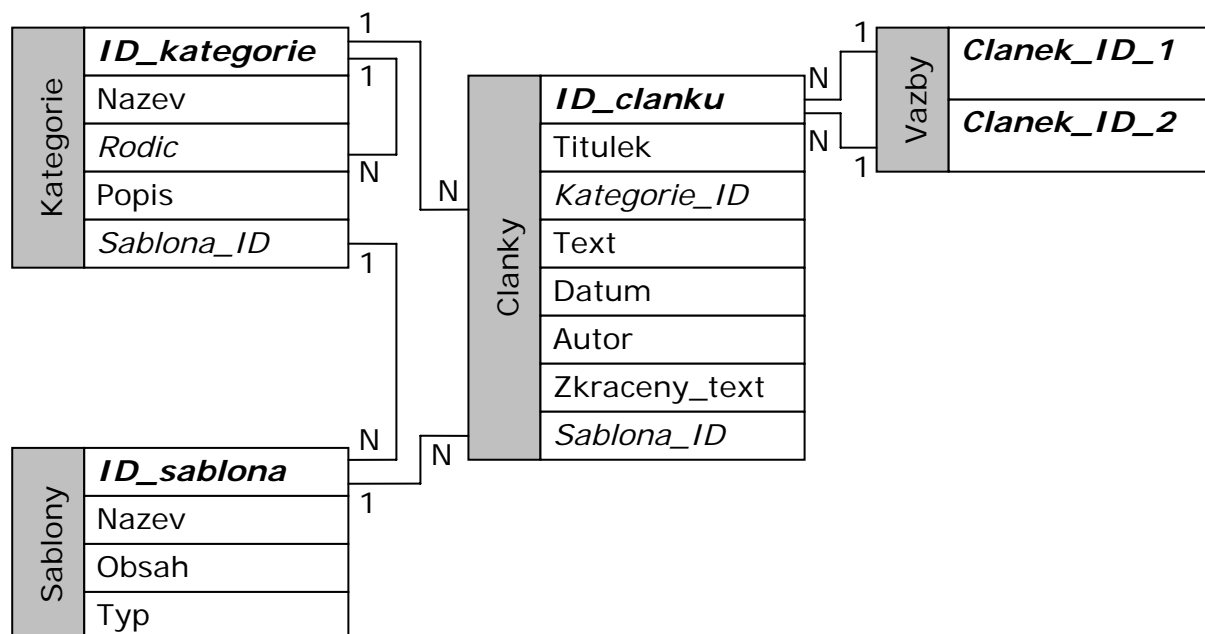 Kategorie
ID_kategorie
Nazev
Rodic
Popis
Sablona_ID
1
1
N
1
N
Clanky
ID_clanku
Titulek
Kategorie_ID
Text
Datum
Autor
Zkraceny_text
Sablona_ID
N
N
1
1
Vazby
Clanek_ID_1
Clanek_ID_2
Sablony
ID_sablona
Nazev
Obsah
Typ
N
1
N